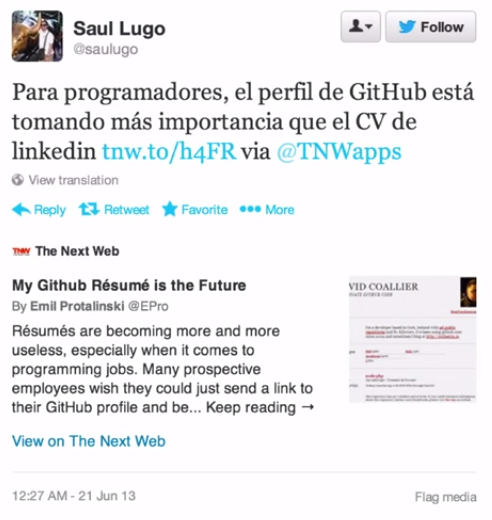 Saul Lugo
@saulugo
Follow
Para programadores, el perfil de GitHub está
tomando más importancia que el CV de
linkedin tnw.to/h4FR via @TNWapps
View translation
Reply Retweet Favorite More
TNW The Next Web
My Github Résumé is the Future
By Emil Protalinski @EPro
Résumés are becoming more and more
useless, especially when it comes to
programming jobs. Many prospective
employees wish they could just send a link to
their GitHub profile and be... Keep reading →
View on The Next Web
VID COALLIER
12:27 AM - 21 Jun 13
Flag media